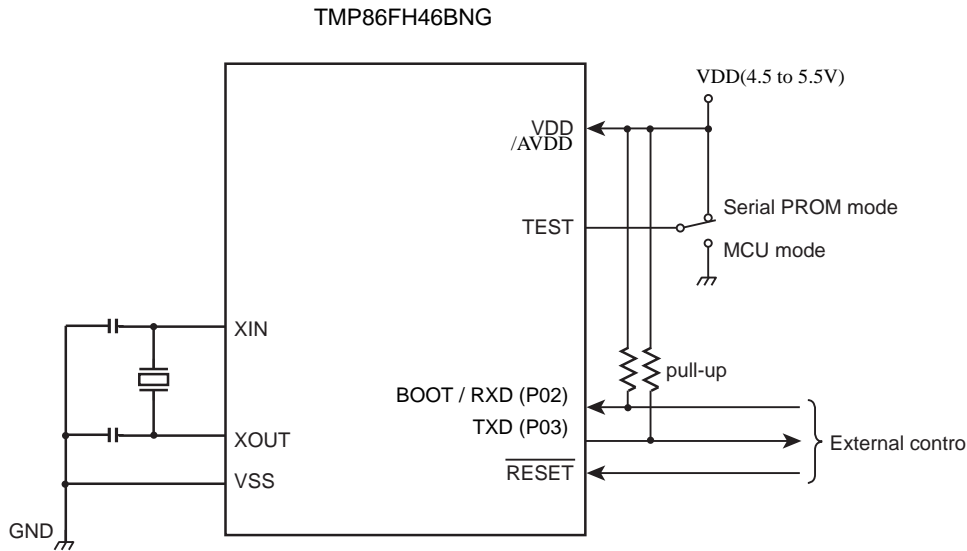 TMP86FH46BNG
VDD(4.5 to 5.5V)
VDD
/AVDD
Serial PROM mode
TEST
MCU mode
XIN
pull-up
BOOT / RXD (P02)
TXD (P03)
XOUT
External contro
RESET
VSS
GND